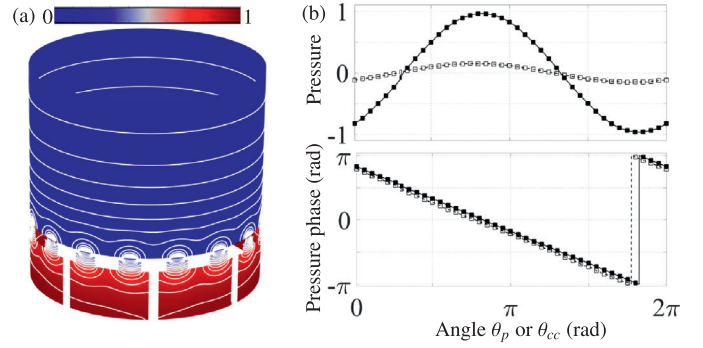 (a) 0 1
(b)
1
0
-1
Pressure
π
0
-π
Pressure phase (rad)
0 π 2π
Angle θp or θcc (rad)